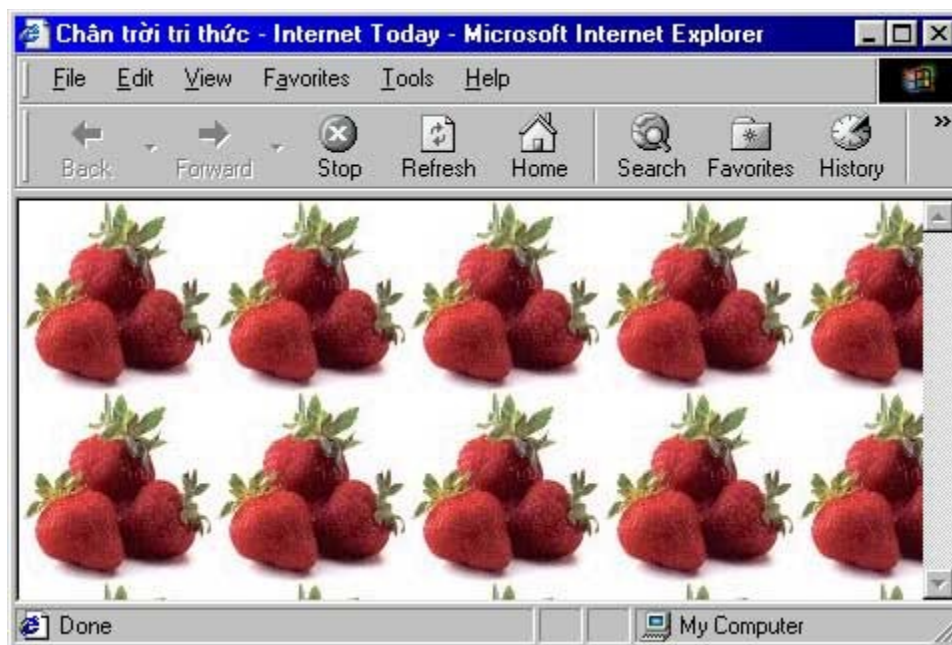 Chân trời tri thức - Internet Today - Microsoft Internet Explorer
File Edit View Favorites Tools Help
Back Forward Stop Refresh Home Search Favorites History »
Done My Computer